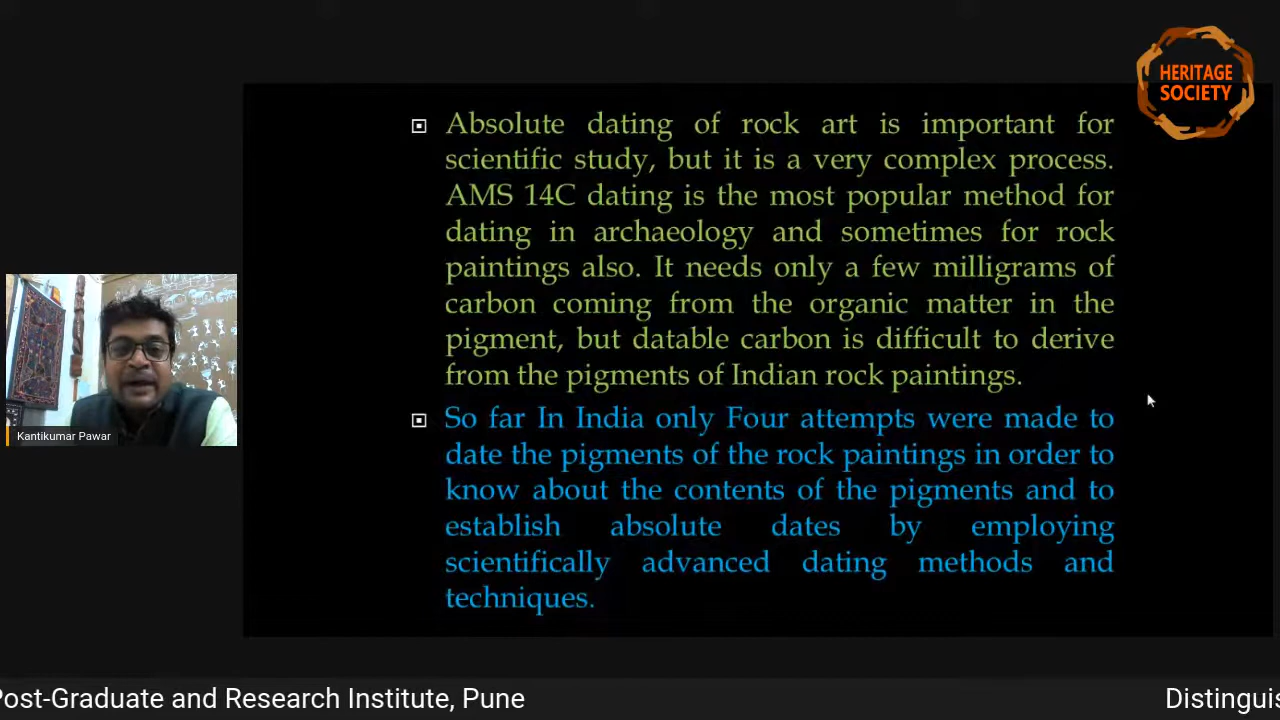 HERITAGE
SOCIETY
Absolute dating of rock art is important for
scientific study, but it is a very complex process.
AMS 14C dating is the most popular method for
dating in archaeology and sometimes for rock
paintings also. It needs only a few milligrams of
carbon coming from the organic matter in the
pigment, but datable carbon is difficult to derive
from the pigments of Indian rock paintings.
So far In India only Four attempts were made to
date the pigments of the rock paintings in order to
know about the contents of the pigments and to
establish absolute dates by employing
scientifically advanced dating methods and
techniques.
Kantikumar Pawar
Post-Graduate and Research Institute, Pune
Distinguis